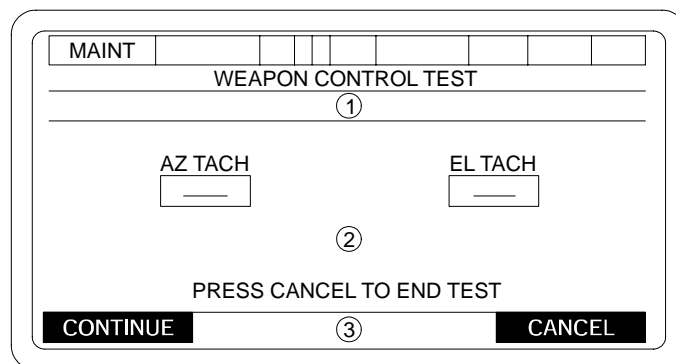 MAINT
WEAPON CONTROL TEST
1
AZ TACH EL TACH
2
PRESS CANCEL TO END TEST
CONTINUE 3 CANCEL